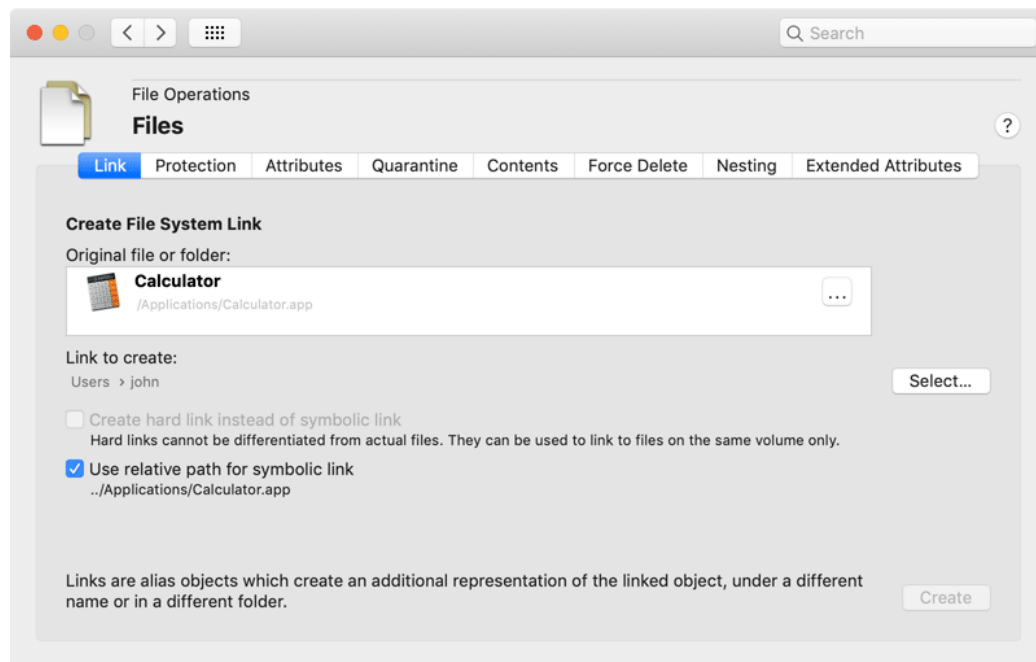 Search
File Operations
Files
?
Link Protection Attributes Quarantine Contents Force Delete Nesting Extended Attributes
Create File System Link
Original file or folder:
Calculator
/Applications/Calculator.app
...
Link to create:
Users › john
Select...
Create hard link instead of symbolic link
Hard links cannot be differentiated from actual files. They can be used to link to files on the same volume only.
Use relative path for symbolic link
../Applications/Calculator.app
Links are alias objects which create an additional representation of the linked object, under a different
name or in a different folder.
Create